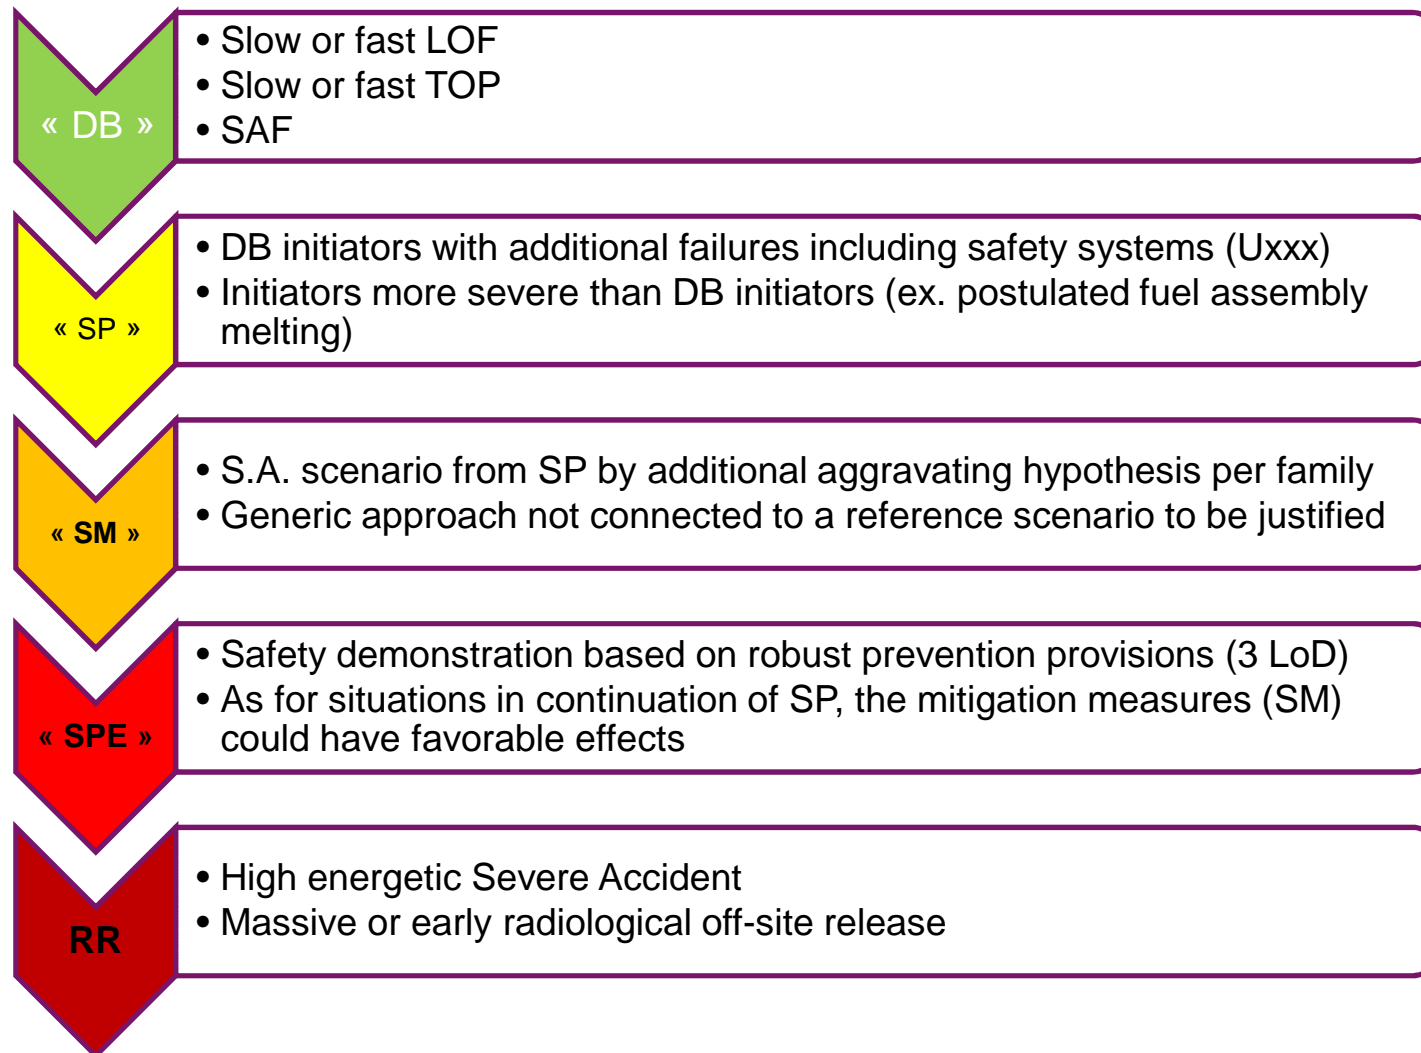 « DB »
• Slow or fast LOF
• Slow or fast TOP
• SAF
« SP »
• DB initiators with additional failures including safety systems (Uxxx)
• Initiators more severe than DB initiators (ex. postulated fuel assembly
melting)
« SM »
• S.A. scenario from SP by additional aggravating hypothesis per family
• Generic approach not connected to a reference scenario to be justified
« SPE »
• Safety demonstration based on robust prevention provisions (3 LoD)
• As for situations in continuation of SP, the mitigation measures (SM)
could have favorable effects
RR
• High energetic Severe Accident
• Massive or early radiological off-site release